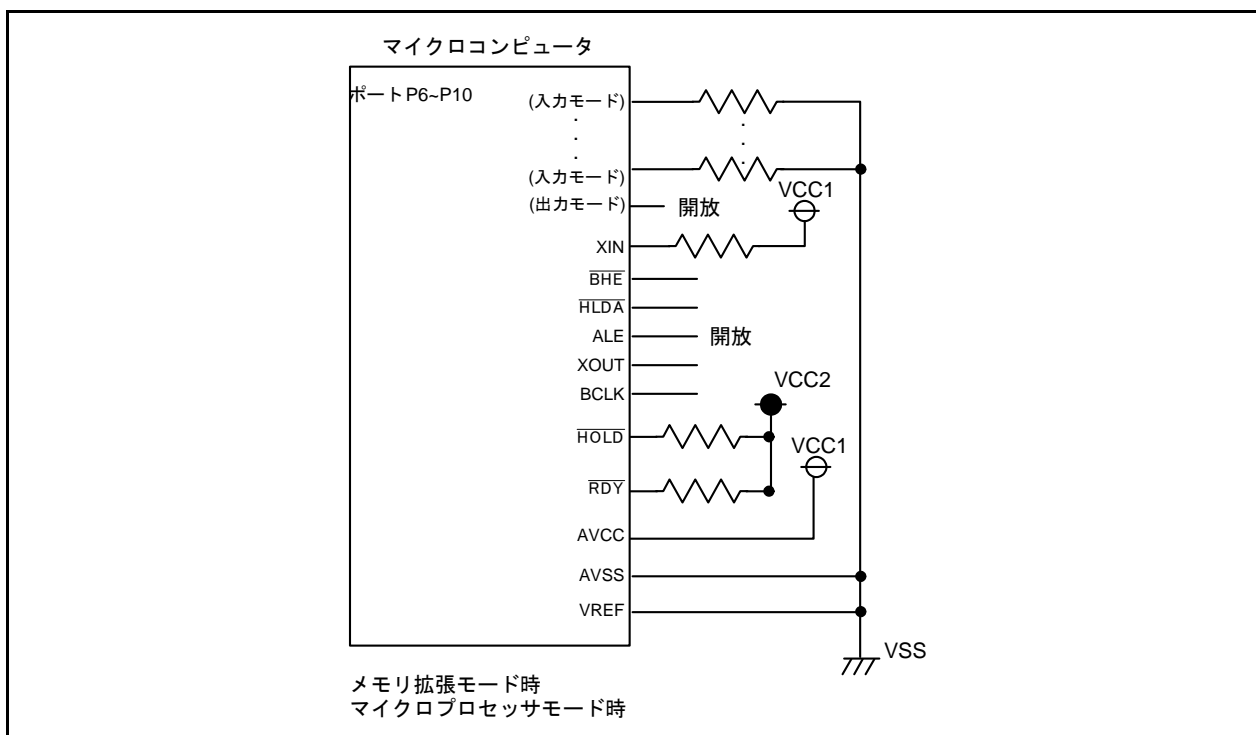 マイクロコンピュータ
ポートP6~P10
(入力モード)
(入力モード)
(出力モード)
開放
VCC1
XIN
BHE
HLDA
ALE
開放
XOUT
BCLK
VCC2
HOLD
VCC1
RDY
AVCC
AVSS
VREF
VSS
メモリ拡張モード時
マイクロプロセッサモード時